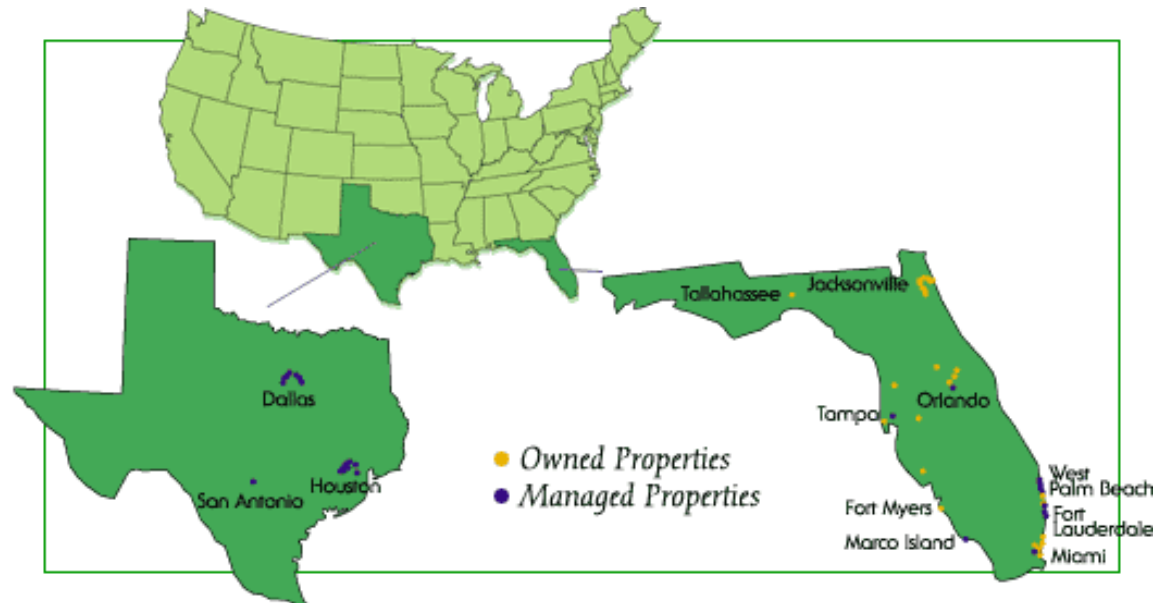 Tallahassee
Jacksonville
Dallas
Orlando
Tampa
Owned Properties
Managed Properties
San Antonio
Houston
West
Palm Beach
Fort Myers
Fort
Lauderdale
Marco Island
Miami